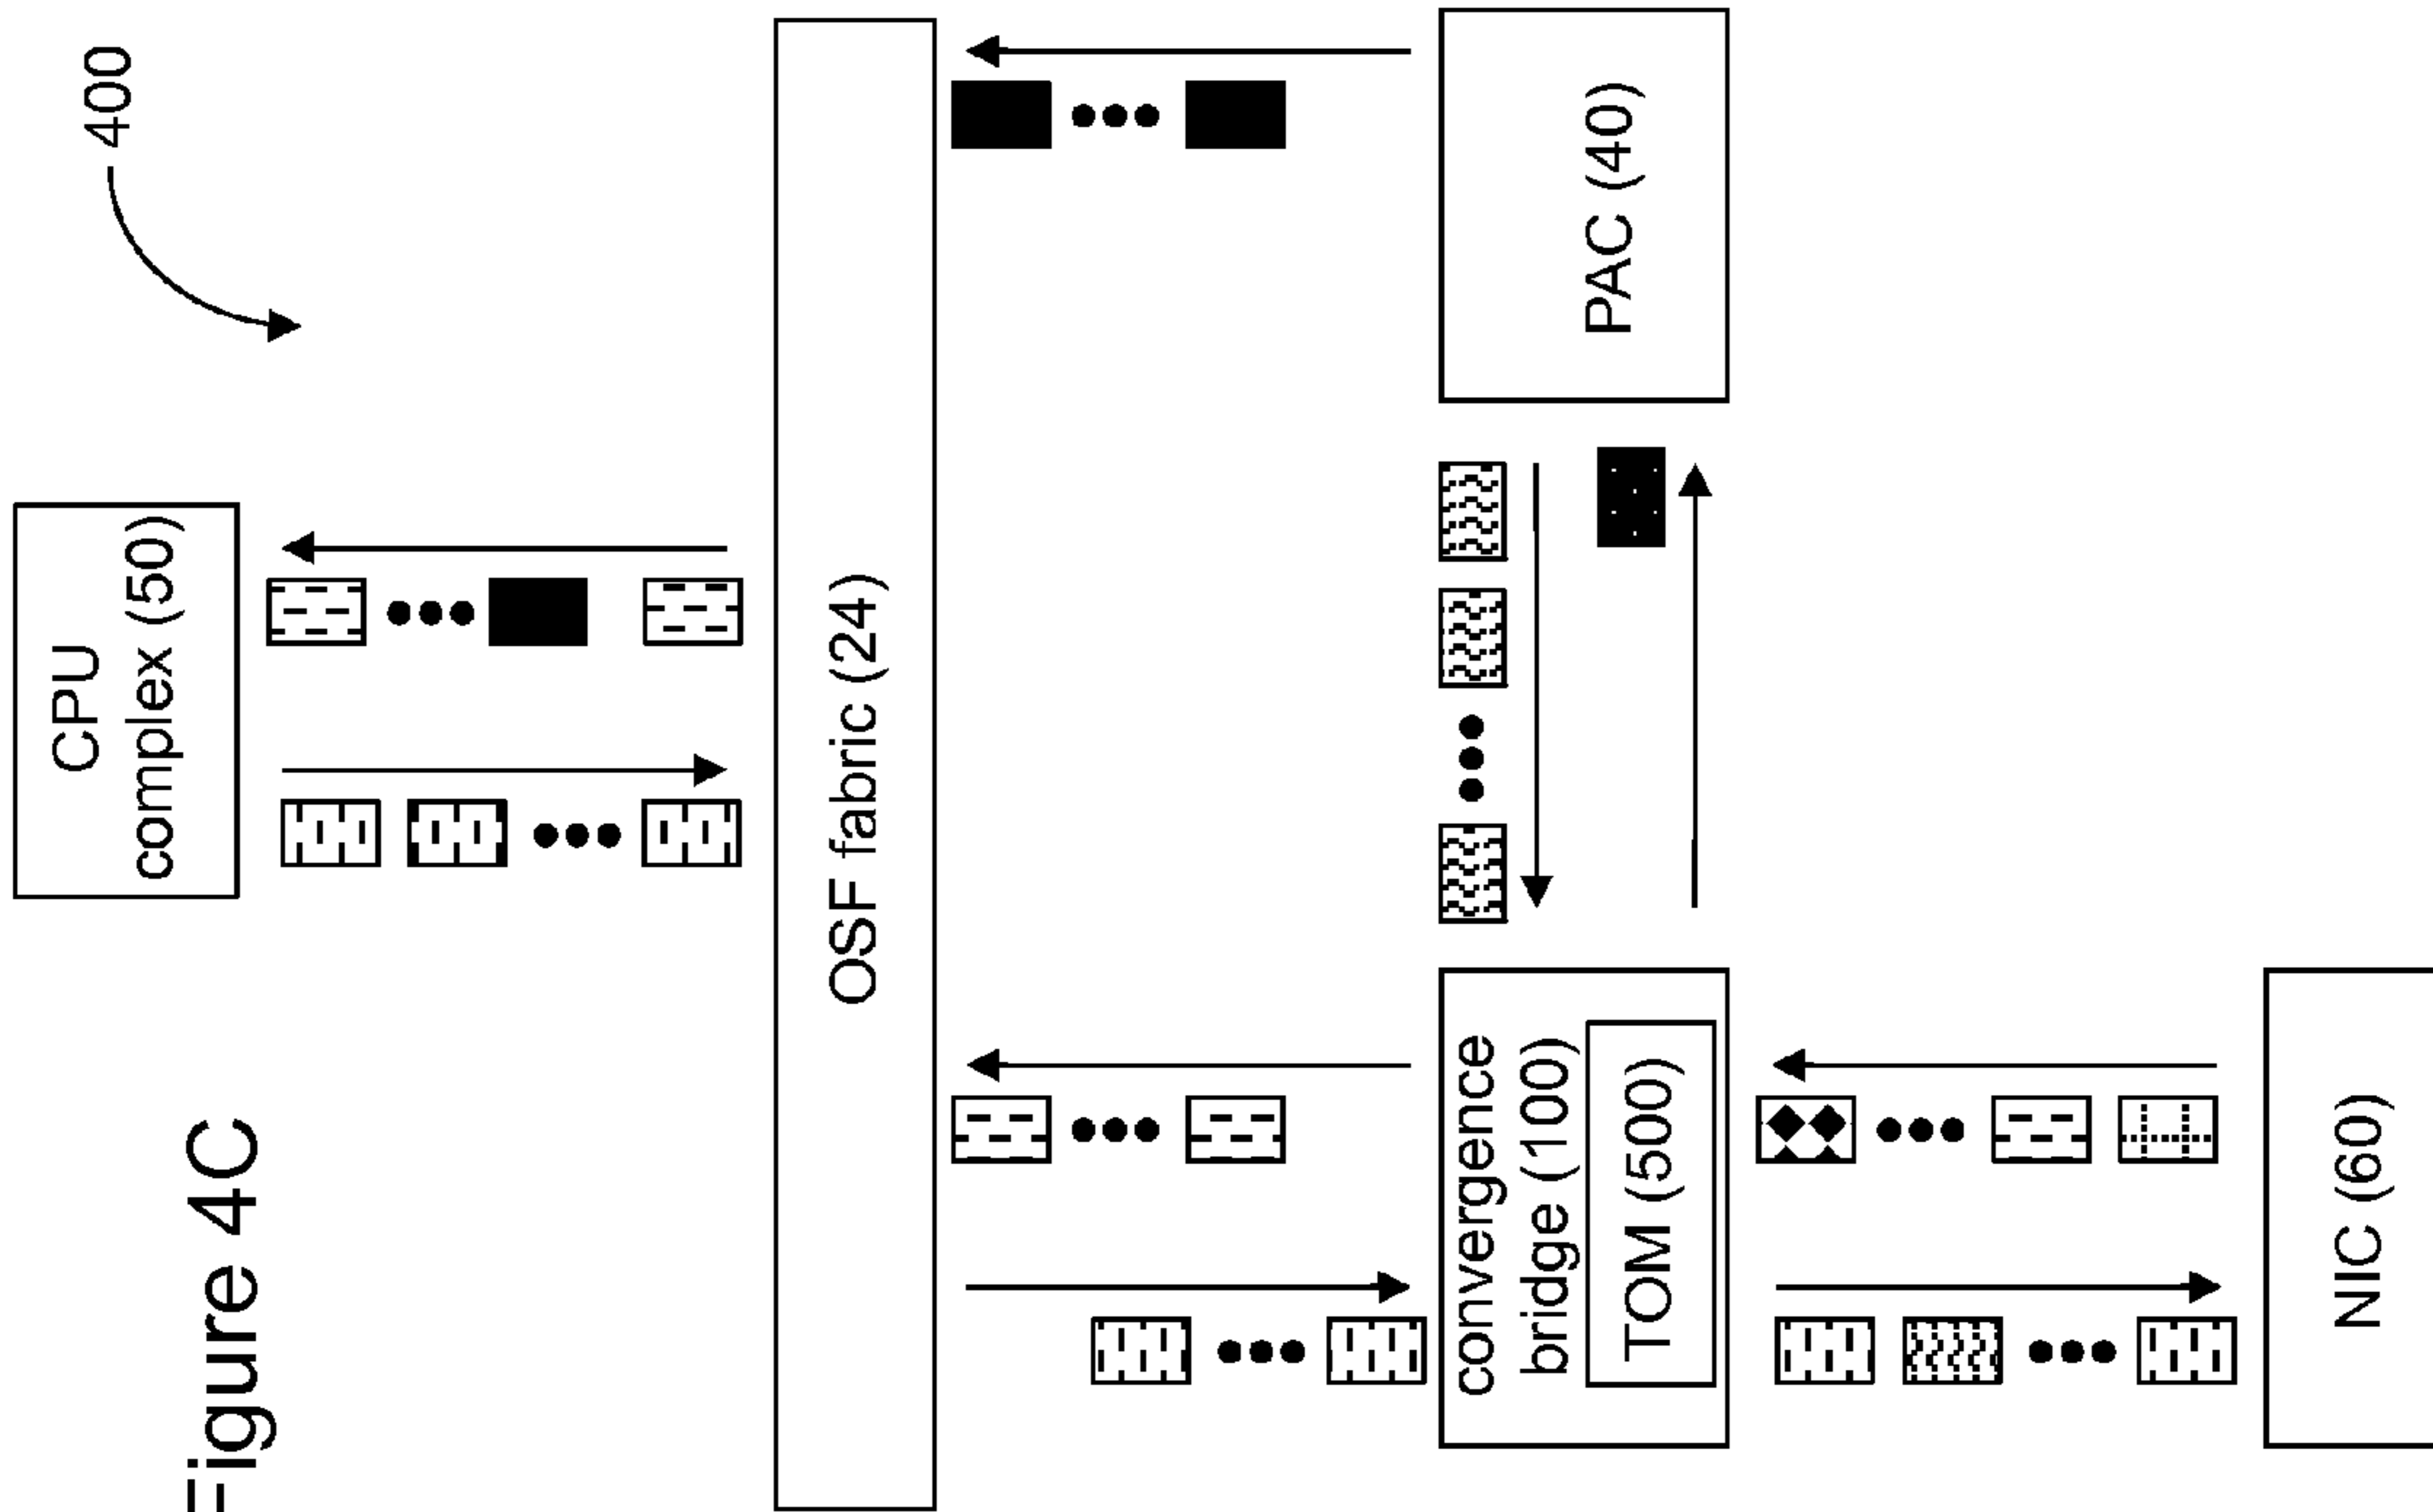 Figure 4C
400
CPU
complex (50)
OSF fabric (24)
convergence
bridge (100)
TOM (500)
PAC (40)
NIC (60)